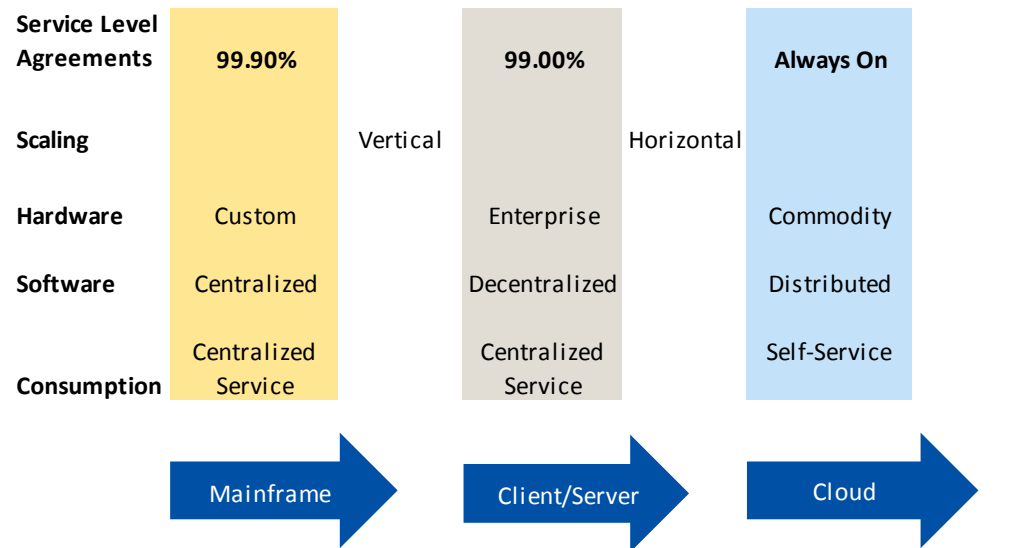 Service Level
Agreements 99.90% 99.00% Always On
Scaling Vertical Horizontal
Hardware Custom Enterprise Commodity
Software Centralized Decentralized Distributed
Centralized Centralized Self-Service
Consumption Service Service
Mainframe Client/Server Cloud